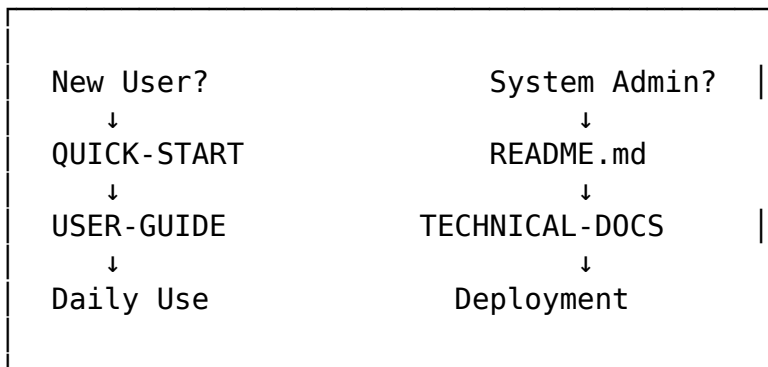 New User? System Admin?
↓ ↓
QUICK-START README.md
↓ ↓
USER-GUIDE TECHNICAL-DOCS
↓ ↓
Daily Use Deployment